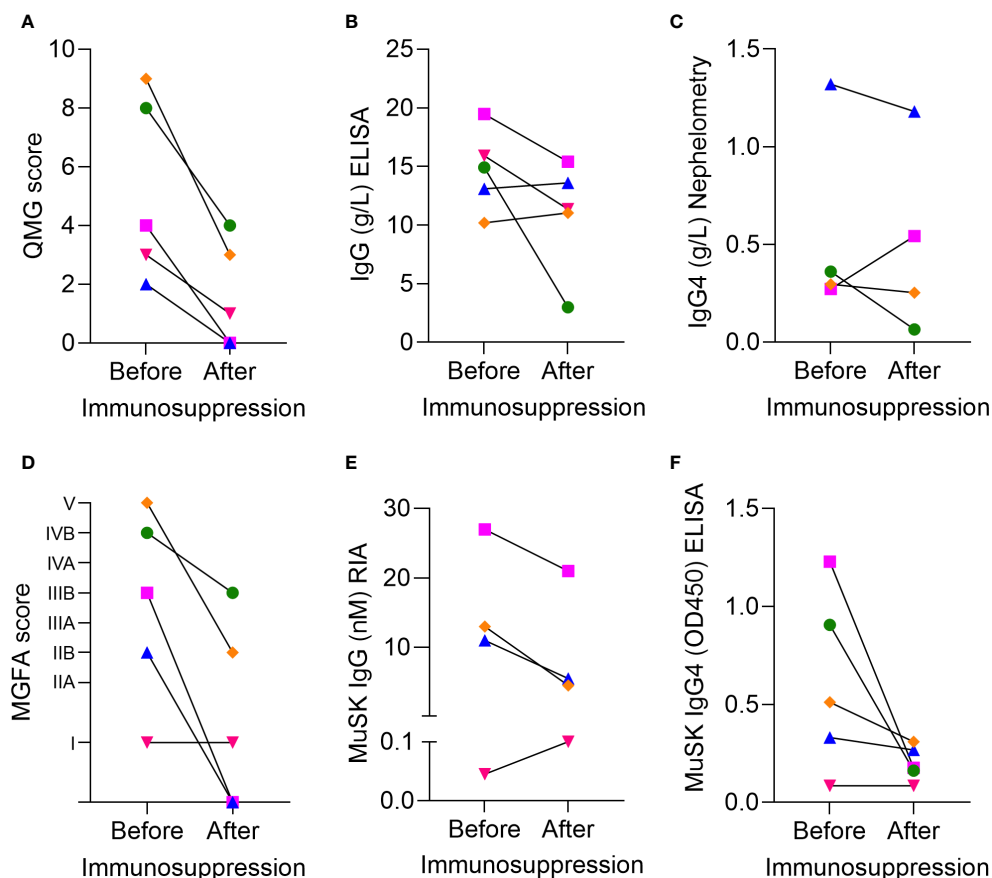 A
QMG score
10
8
6
4
2
0
Before After
Immunosuppression
B
IgG (g/L) ELISA
25
20
15
10
5
0
Before After
Immunosuppression
C
IgG4 (g/L) Nephelometry
1.5
1.0
0.5
0.0
Before After
Immunosuppression
D
MGFA score
V
IVB
IVA
IIIB
IIIA
IIB
IIA
I
Before After
Immunosuppression
E
MuSK IgG (nM) RIA
30
20
10
0.1
0.0
Before After
Immunosuppression
F
MuSK IgG4 (OD450) ELISA
1.5
1.0
0.5
0.0
Before After
Immunosuppression